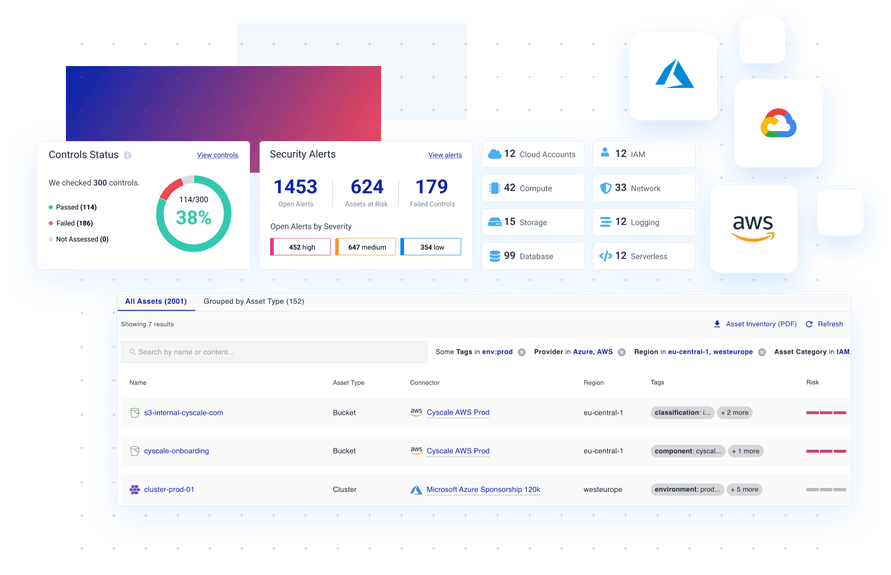 Controls Status
View controls
We checked 300 controls.
Passed (114)
Failed (186)
Not Assessed (0)
114/300
38%
Security Alerts
View alerts
1453
Open Alerts
624
Assets at Risk
179
Failed Controls
Open Alerts by Severity
452 high
647 medium
354 low
12 Cloud Accounts
12 IAM
42 Compute
33 Network
15 Storage
12 Logging
99 Database
12 Serverless
aws
All Assets (2001) Grouped by Asset Type (152)
Showing 7 results
Asset Inventory (PDF) Refresh
Search by name or content...
Some Tags in env:prod Provider in Azure, AWS Region in eu-central-1, westeurope Asset Category in IAM,
Name Asset Type Connector Region Tags Risk
s3-internal-cyscale-com Bucket aws Cyscale AWS Prod eu-central-1 classification: i... + 2 more
cyscale-onboarding Bucket aws Cyscale AWS Prod eu-central-1 component: cyscal... + 1 more
cluster-prod-01 Cluster Microsoft Azure Sponsorship 120k westeurope environment: prod... + 5 more